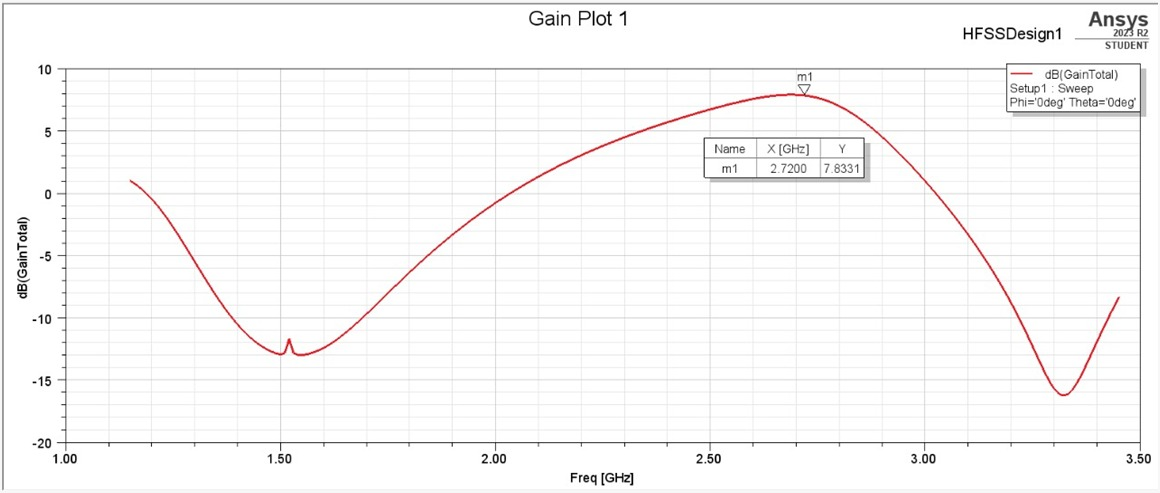 Gain Plot 1
HFSSDesign1
Ansys
2023 R2
STUDENT
dB(GainTotal)
Setup1 : Sweep
Phi='0deg' Theta='0deg'
m1
Name X [GHz] Y
m1 2.7200 7.8331
dB(GainTotal)
10
5
0
-5
-10
-15
-20
1.00 1.50 2.00 2.50 3.00 3.50
Freq [GHz]